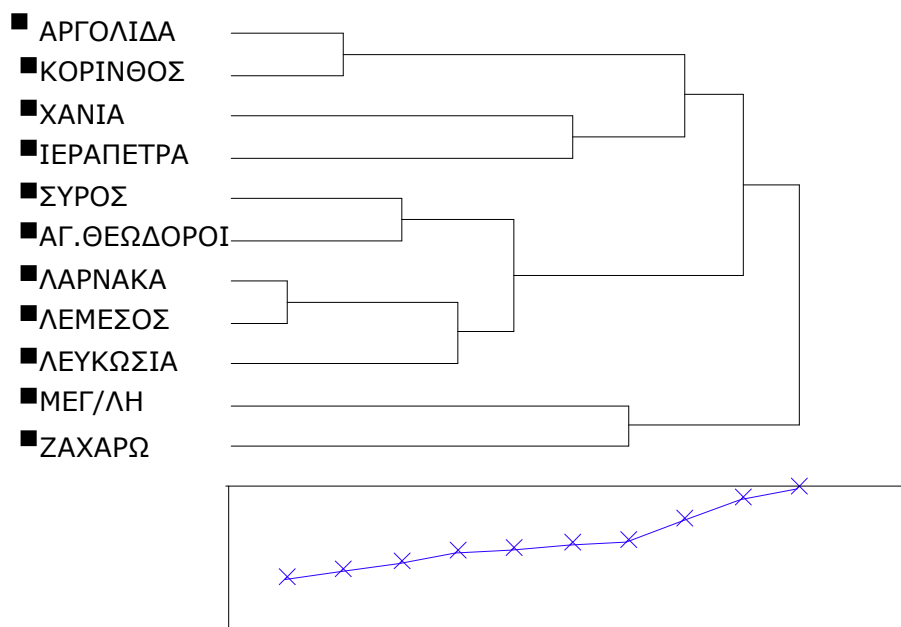 ΑΡΓΟΛΙΔΑ
ΚΟΡΙΝΘΟΣ
ΧΑΝΙΑ
ΙΕΡΑΠΕΤΡΑ
ΣΥΡΟΣ
ΑΓ.ΘΕΩΔΟΡΟΙ
ΛΑΡΝΑΚΑ
ΛΕΜΕΣΟΣ
ΛΕΥΚΩΣΙΑ
ΜΕΓ/ΛΗ
ΖΑΧΑΡΩ